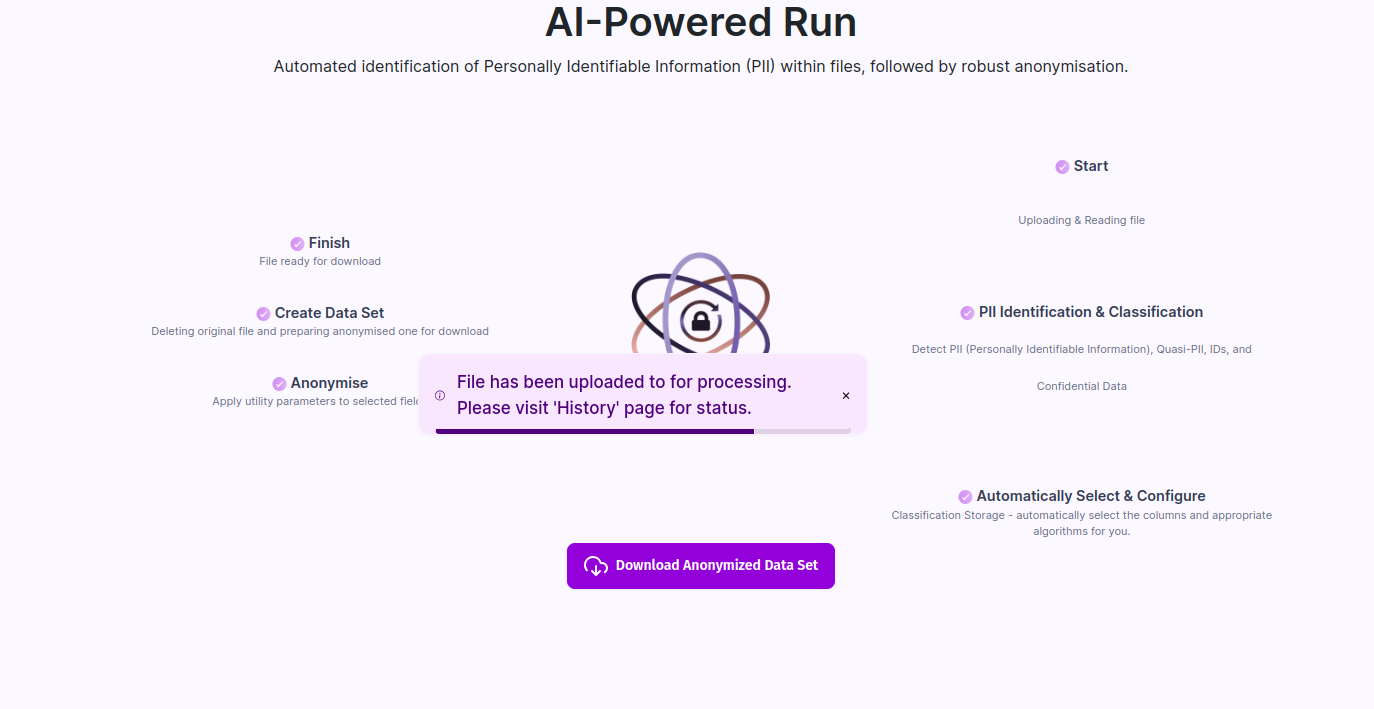 AI-Powered Run
Automated identification of Personally Identifiable Information (PII) within files, followed by robust anonymisation.
Start
Uploading & Reading file
PII Identification & Classification
Detect PII (Personally Identifiable Information), Quasi-PII, IDs, and
Confidential Data
Automatically Select & Configure
Classification Storage - automatically select the columns and appropriate
algorithms for you.
Finish
File ready for download
Create Data Set
Deleting original file and preparing anonymised one for download
Anonymise
Apply utility parameters to selected
File has been uploaded to for processing.
Please visit 'History' page for status.
Download Anonymized Data Set